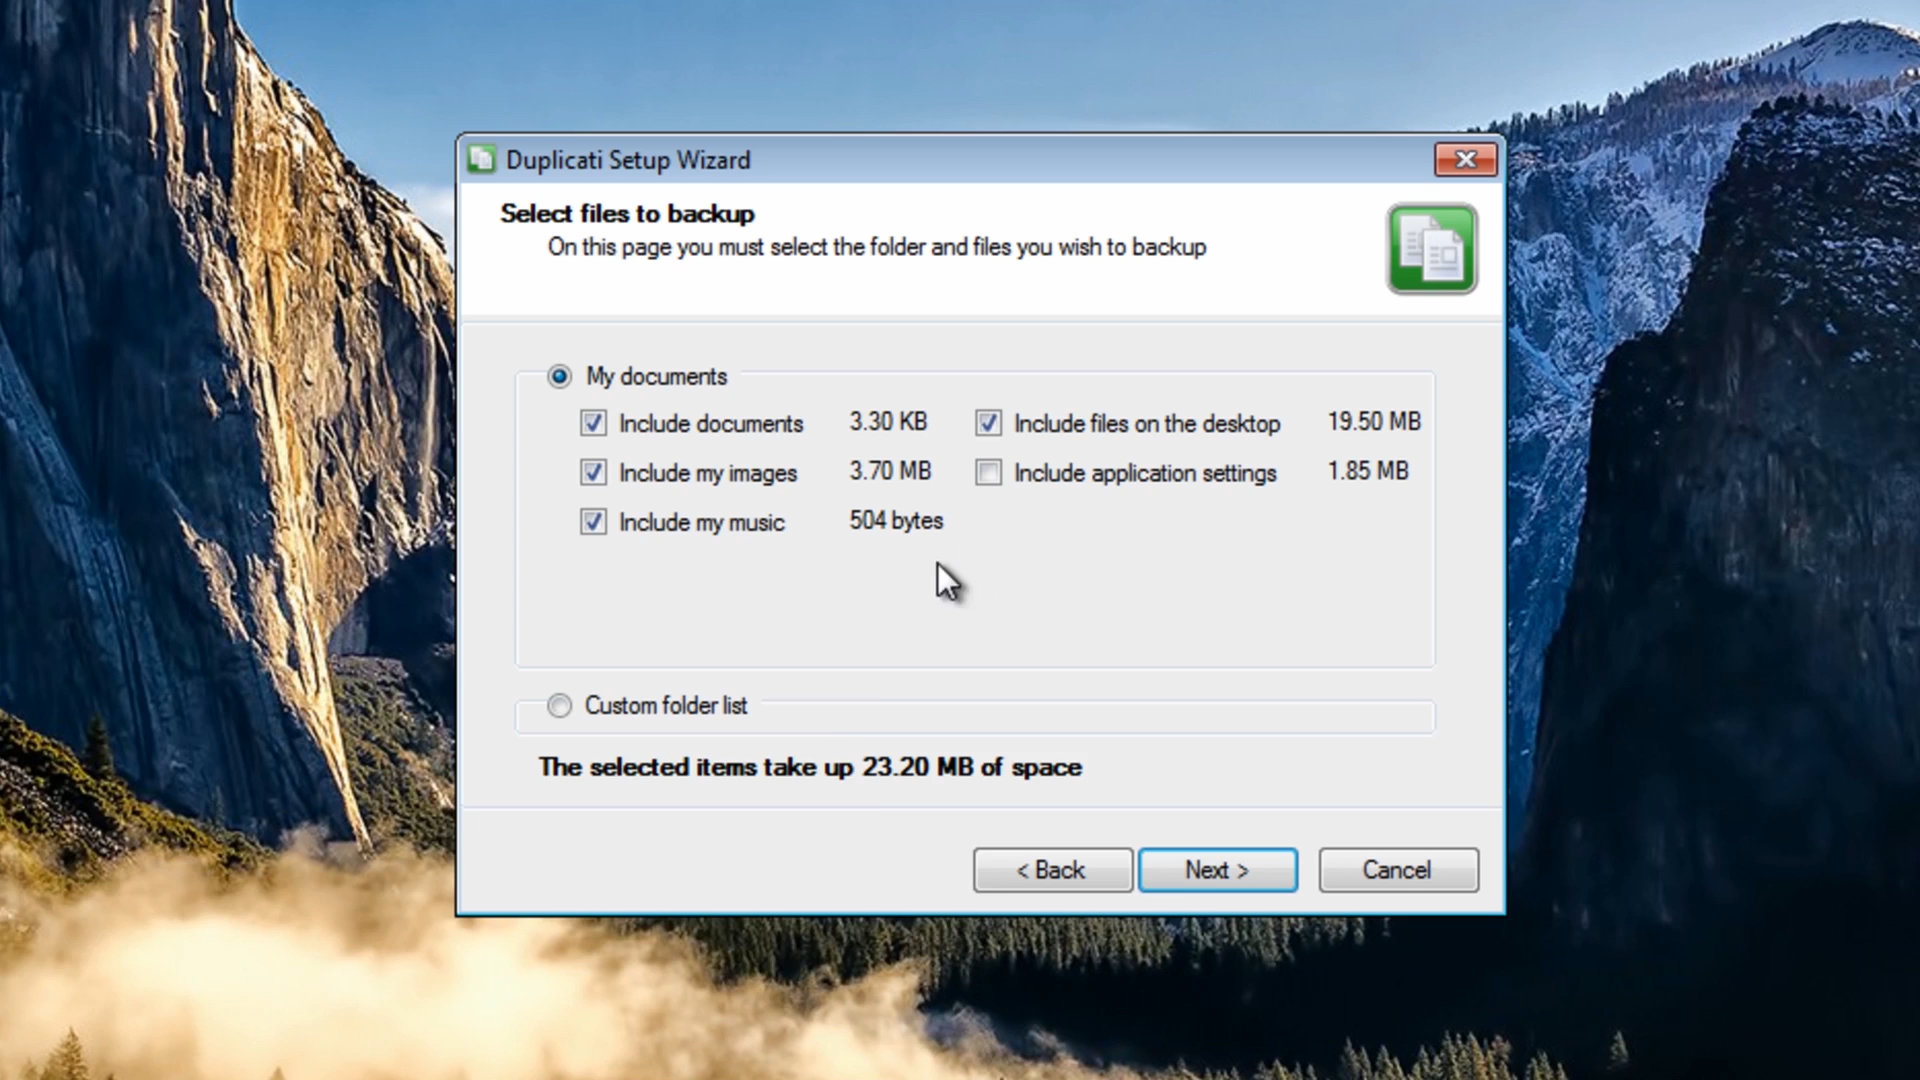 Duplicati Setup Wizard
Select files to backup
On this page you must select the folder and files you wish to backup
My documents
Include documents 3.30 KB Include files on the desktop 19.50 MB
Include my images 3.70 MB Include application settings 1.85 MB
Include my music 504 bytes
Custom folder list
The selected items take up 23.20 MB of space
< Back Next > Cancel